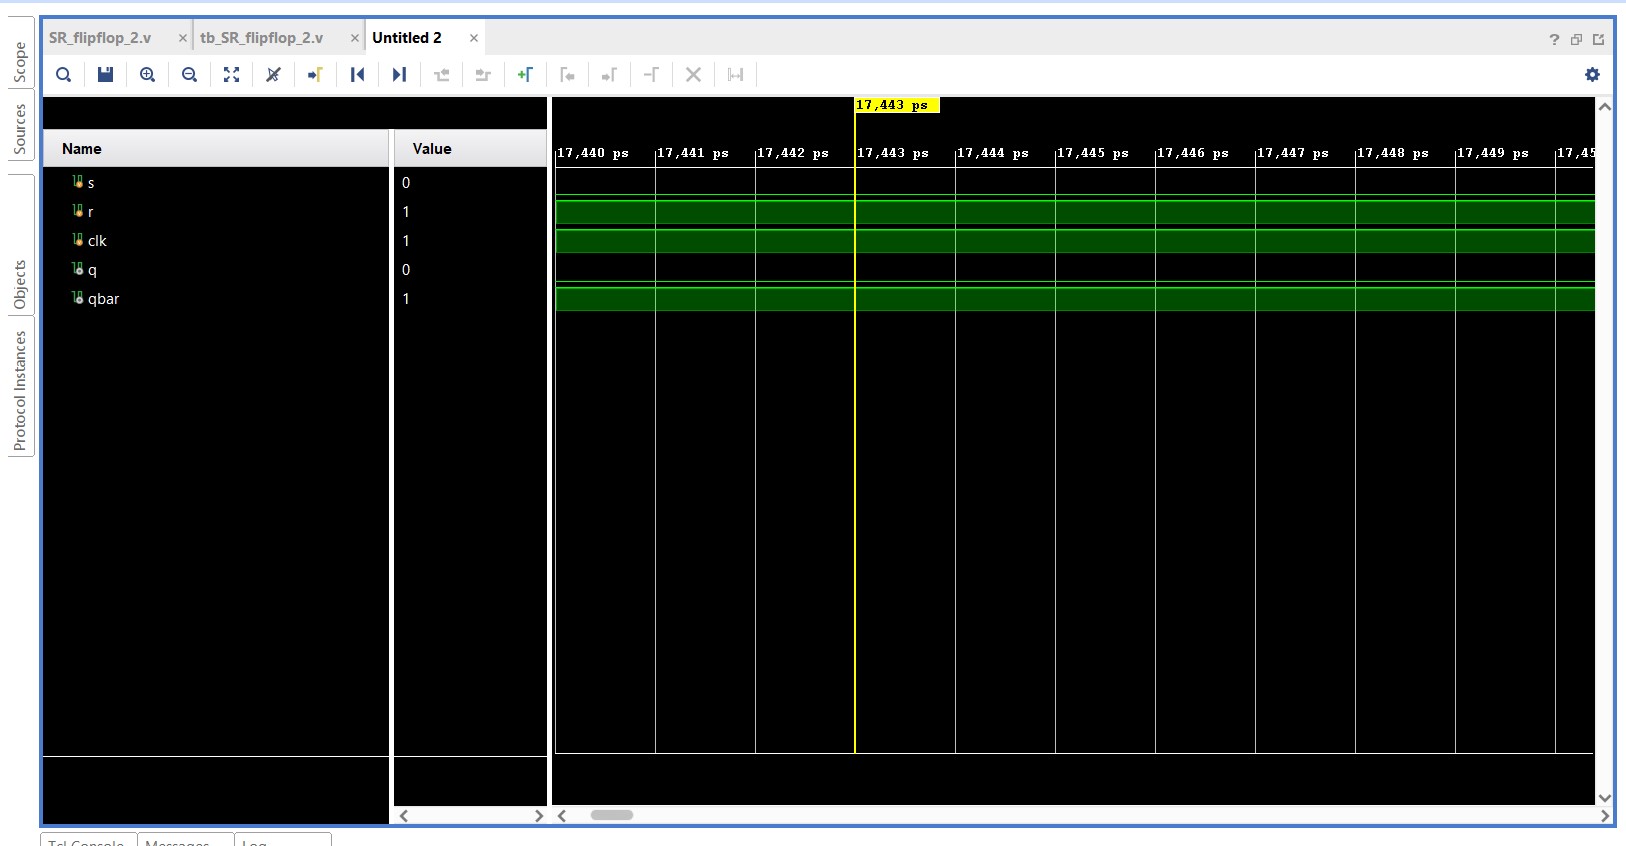 SR_flipflop_2.v × tb_SR_flipflop_2.v × Untitled 2 ×
?
Scope
Sources
Objects
Protocol Instances
17,443 ps
Name Value
17,440 ps 17,441 ps 17,442 ps 17,443 ps 17,444 ps 17,445 ps 17,446 ps 17,447 ps 17,448 ps 17,449 ps 17,45
s 0
r 1
clk 1
q 0
qbar 1
Tcl Console Messages Log